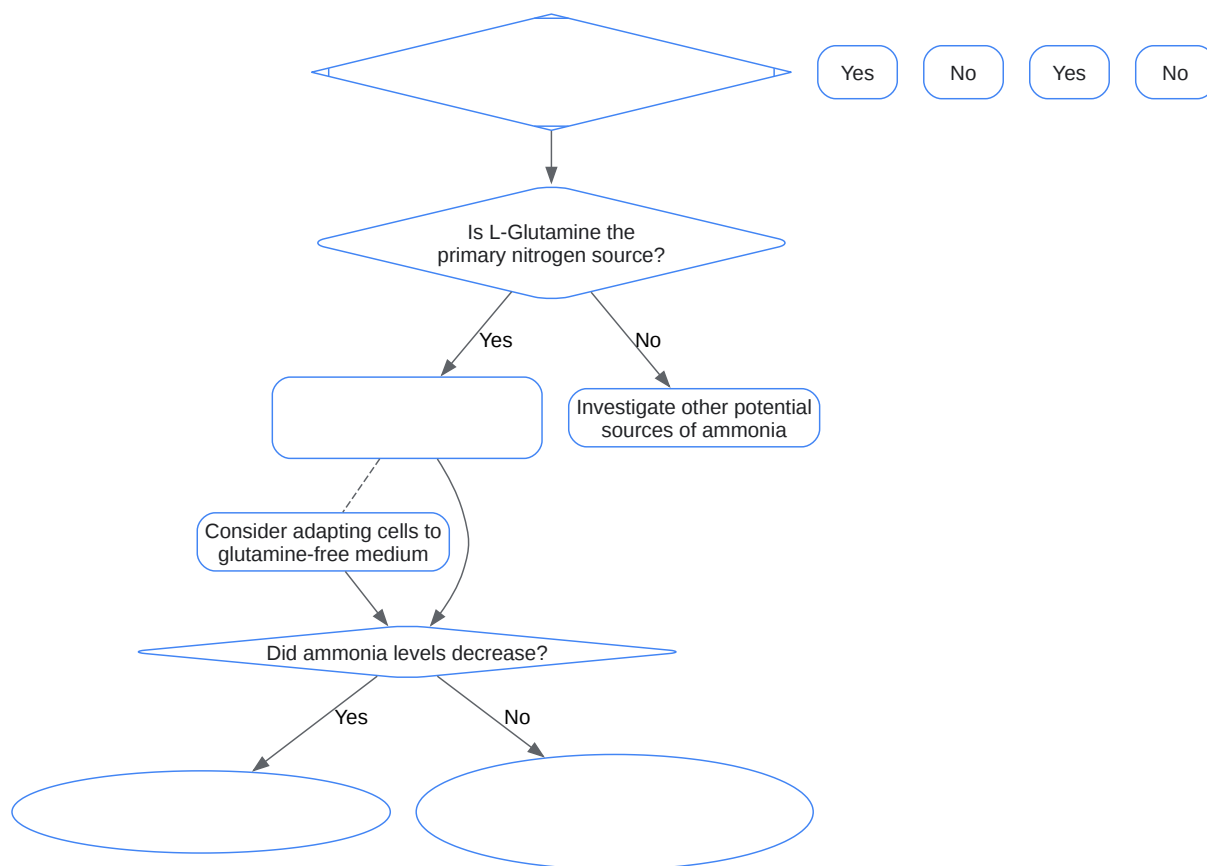 Yes
No
Yes
No
Is L-Glutamine the
primary nitrogen source?
Yes
No
Investigate other potential
sources of ammonia
Consider adapting cells to
glutamine-free medium
Did ammonia levels decrease?
Yes
No